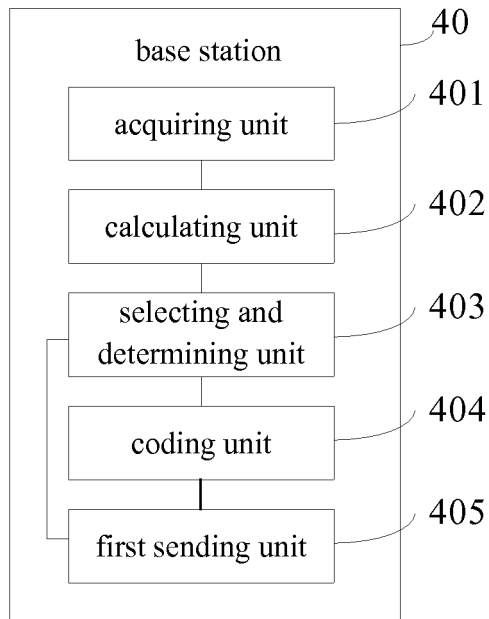 40
base station
401
acquiring unit
402
calculating unit
403
selecting and
determining unit
404
coding unit
405
first sending unit